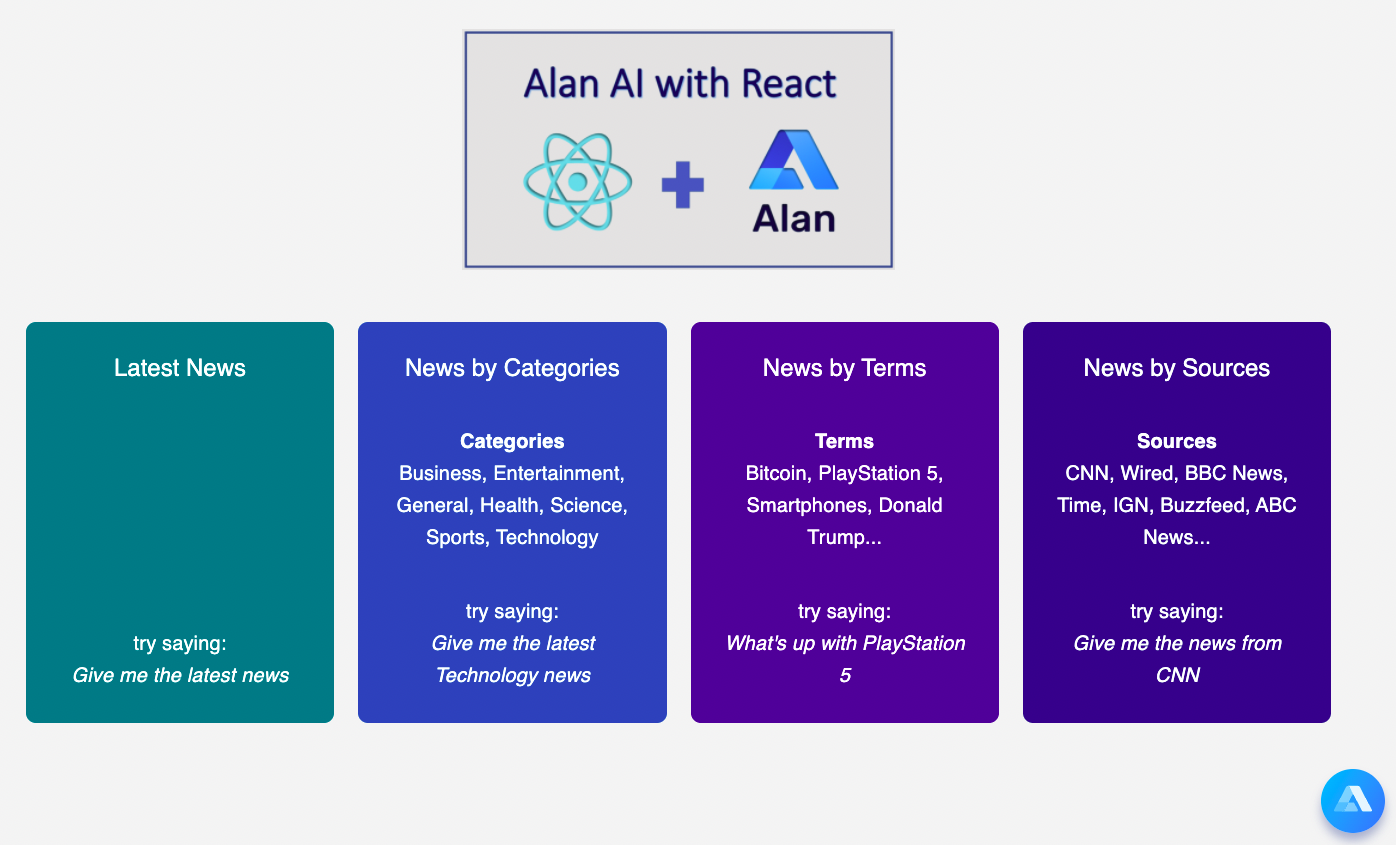 Alan AI with React
Alan
Latest News
try saying:
Give me the latest news
News by Categories
Categories
Business, Entertainment,
General, Health, Science,
Sports, Technology
try saying:
Give me the latest
Technology news
News by Terms
Terms
Bitcoin, PlayStation 5,
Smartphones, Donald
Trump...
try saying:
What's up with PlayStation
5
News by Sources
Sources
CNN, Wired, BBC News,
Time, IGN, Buzzfeed, ABC
News...
try saying:
Give me the news from
CNN